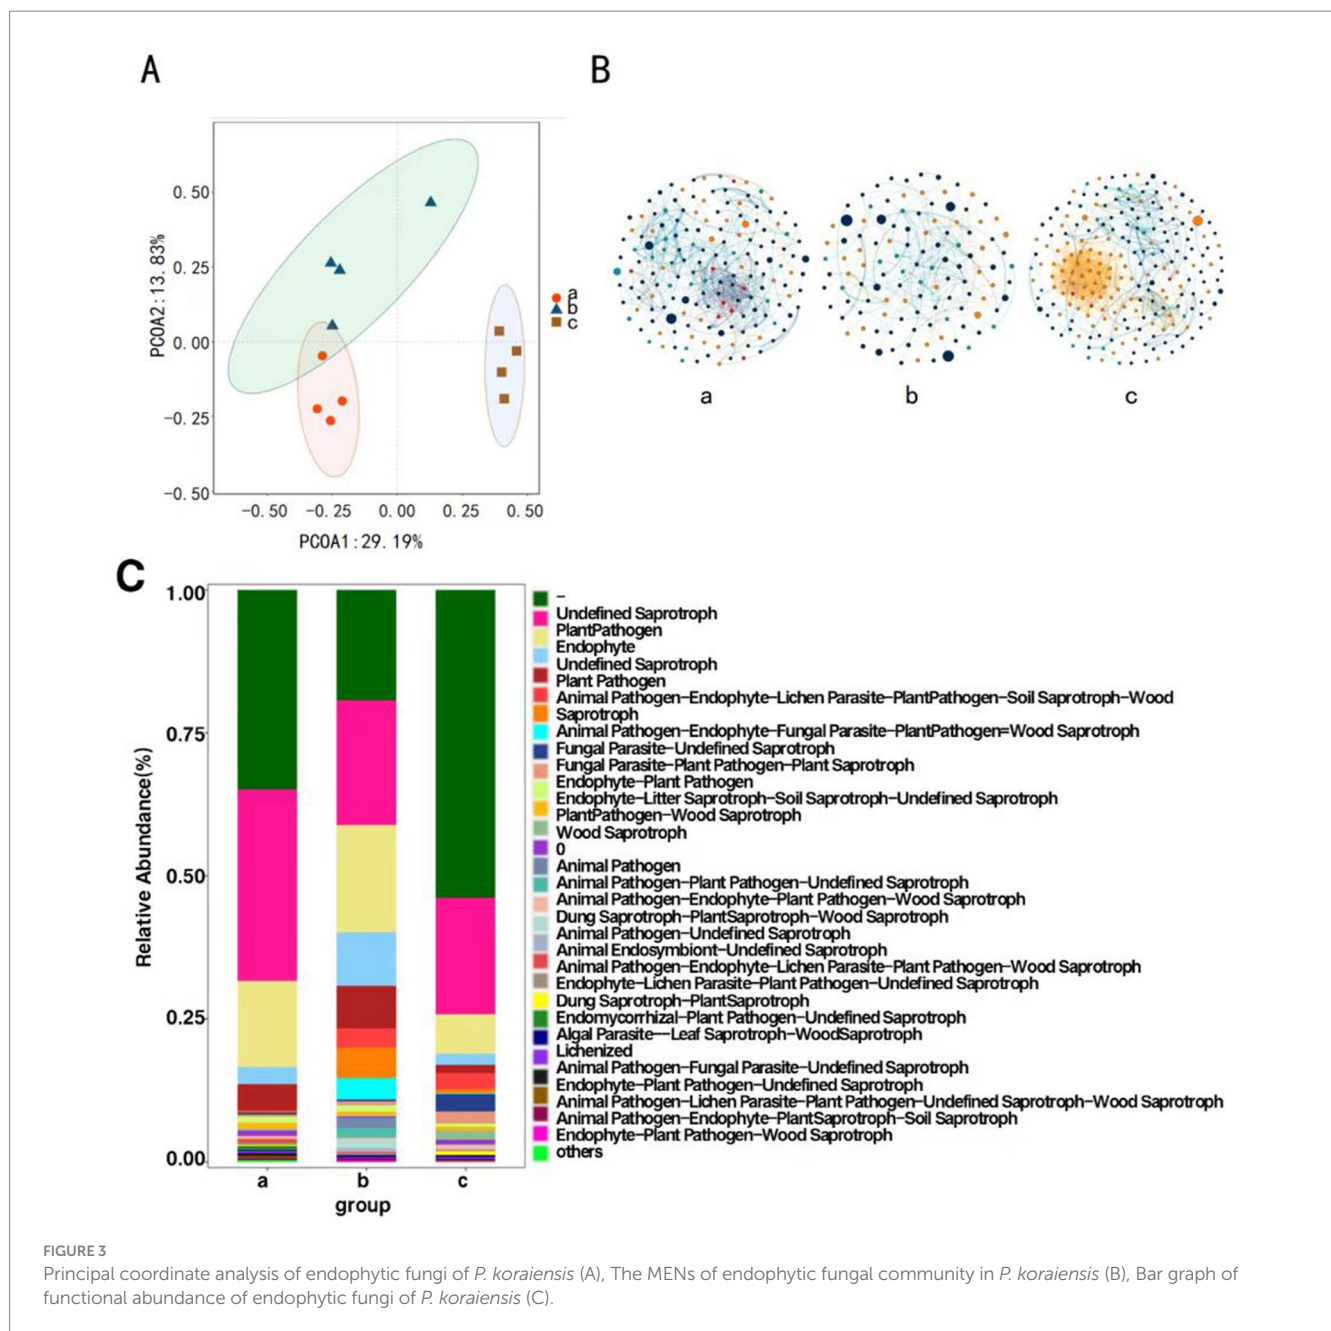 A
B
0.50
0.25
0.00
-0.25
-0.50
PCOA2:13.83%
-0.50 -0.25 0.00 0.25 0.50
PCOA1:29.19%
a
b
c
a b c
C
1.00
0.75
0.50
0.25
0.00
Relative Abundance(%)
a b c
group
–
Undefined Saprotroph
PlantPathogen
Endophyte
Undefined Saprotroph
Plant Pathogen
Animal Pathogen–Endophyte–Lichen Parasite–PlantPathogen–Soil Saprotroph–Wood
Saprotroph
Animal Pathogen–Endophyte–Fungal Parasite–PlantPathogen=Wood Saprotroph
Fungal Parasite–Undefined Saprotroph
Fungal Parasite–Plant Pathogen–Plant Saprotroph
Endophyte–Plant Pathogen
Endophyte–Litter Saprotroph–Soil Saprotroph–Undefined Saprotroph
PlantPathogen–Wood Saprotroph
Wood Saprotroph
0
Animal Pathogen
Animal Pathogen–Plant Pathogen–Undefined Saprotroph
Animal Pathogen–Endophyte–Plant Pathogen–Wood Saprotroph
Dung Saprotroph–PlantSaprotroph–Wood Saprotroph
Animal Pathogen–Undefined Saprotroph
Animal Endosymbiont–Undefined Saprotroph
Animal Pathogen–Endophyte–Lichen Parasite–Plant Pathogen–Wood Saprotroph
Endophyte–Lichen Parasite–Plant Pathogen–Undefined Saprotroph
Dung Saprotroph–PlantSaprotroph
Endomycorrhizal–Plant Pathogen–Undefined Saprotroph
Algal Parasite––Leaf Saprotroph–WoodSaprotroph
Lichenized
Animal Pathogen–Fungal Parasite–Undefined Saprotroph
Endophyte–Plant Pathogen–Undefined Saprotroph
Animal Pathogen–Lichen Parasite–Plant Pathogen–Undefined Saprotroph–Wood Saprotroph
Animal Pathogen–Endophyte–PlantSaprotroph–Soil Saprotroph
Endophyte–Plant Pathogen–Wood Saprotroph
others
FIGURE 3
Principal coordinate analysis of endophytic fungi of P. koraiensis (A), The MENs of endophytic fungal community in P. koraiensis (B), Bar graph of
functional abundance of endophytic fungi of P. koraiensis (C).